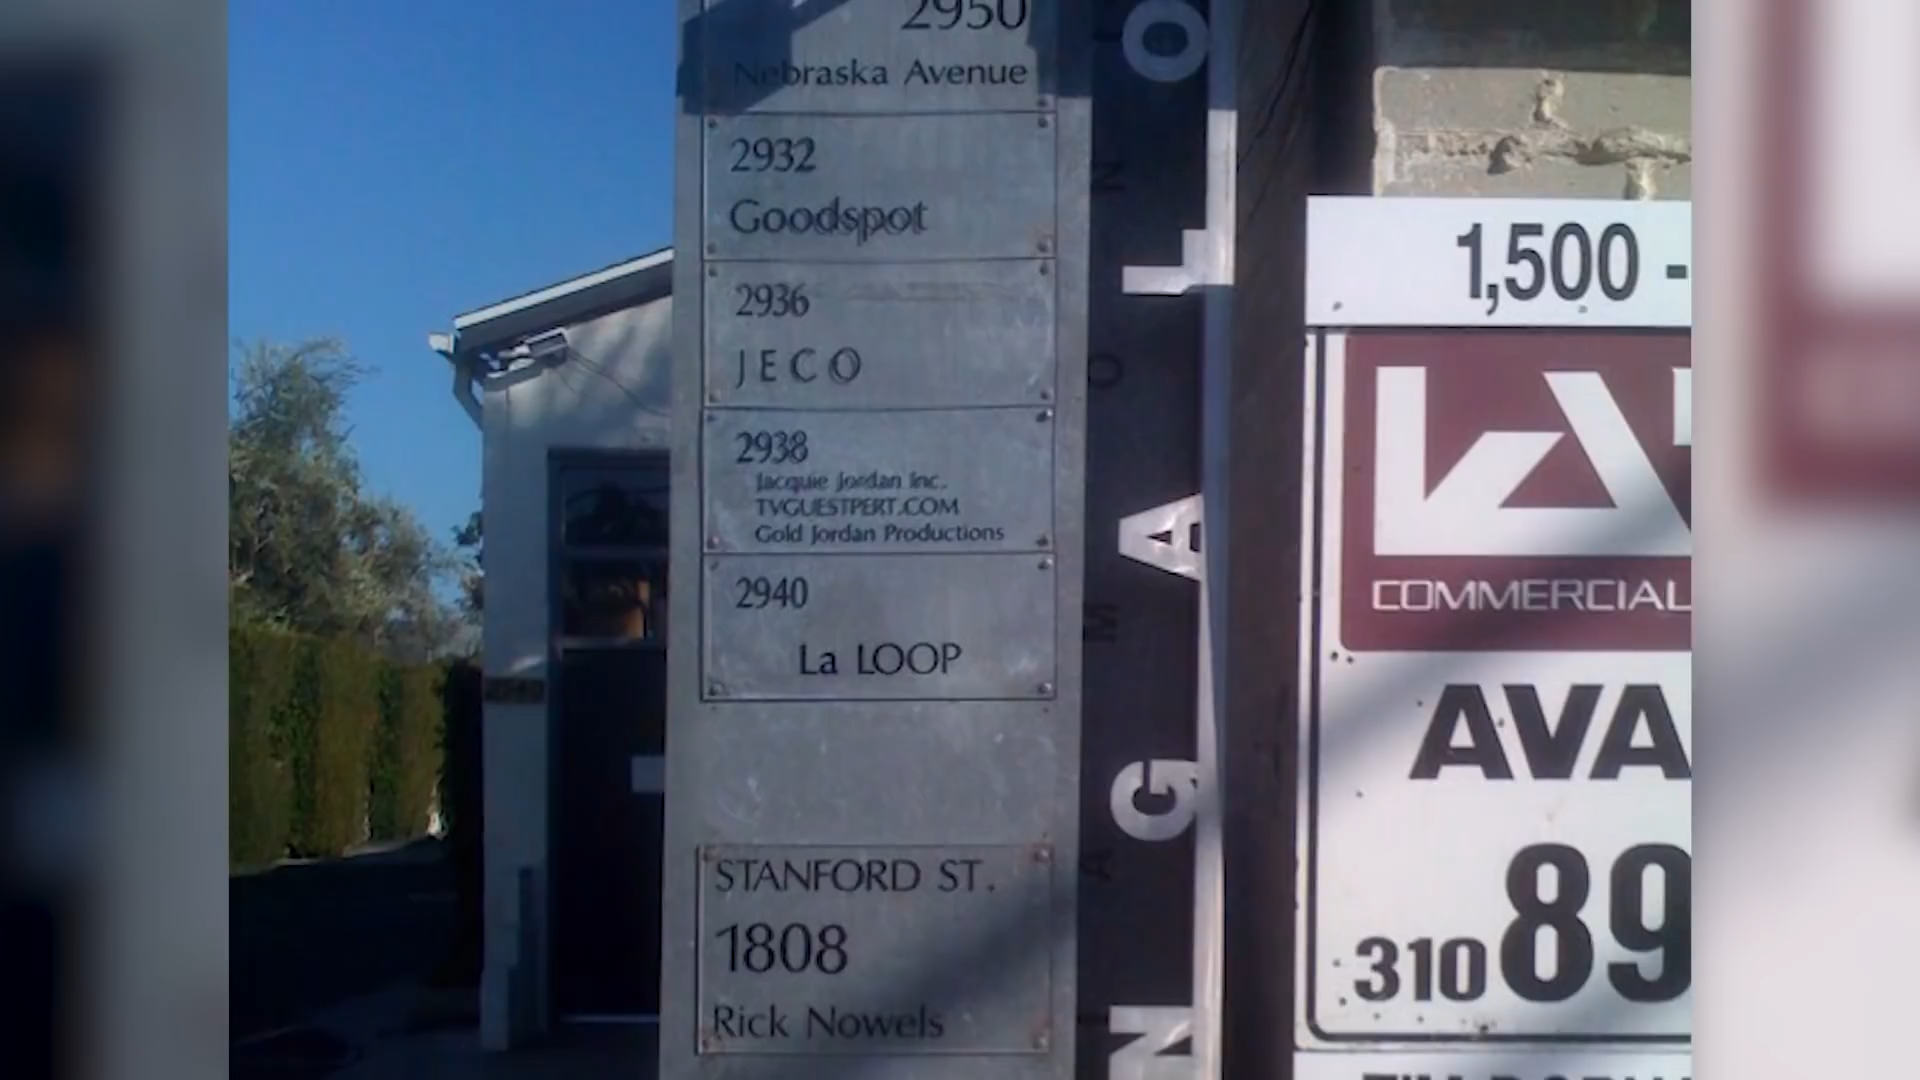 2950
Nebraska Avenue
2932
Goodspot
2936
JECO
2938
Jacquie Jordan Inc.
TVGUESTPERT.COM
Gold Jordan Productions
2940
La LOOP
STANFORD ST.
1808
Rick Nowels
1,500 -
COMMERCIAL
AVA
310 89